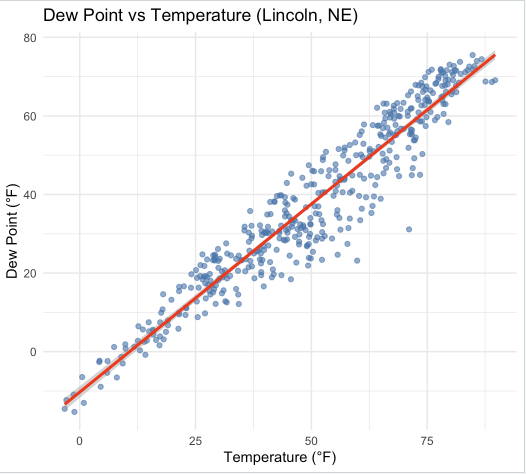 Dew Point vs Temperature (Lincoln, NE)
80
60
40
20
0
Dew Point (°F)
0 25 50 75
Temperature (°F)